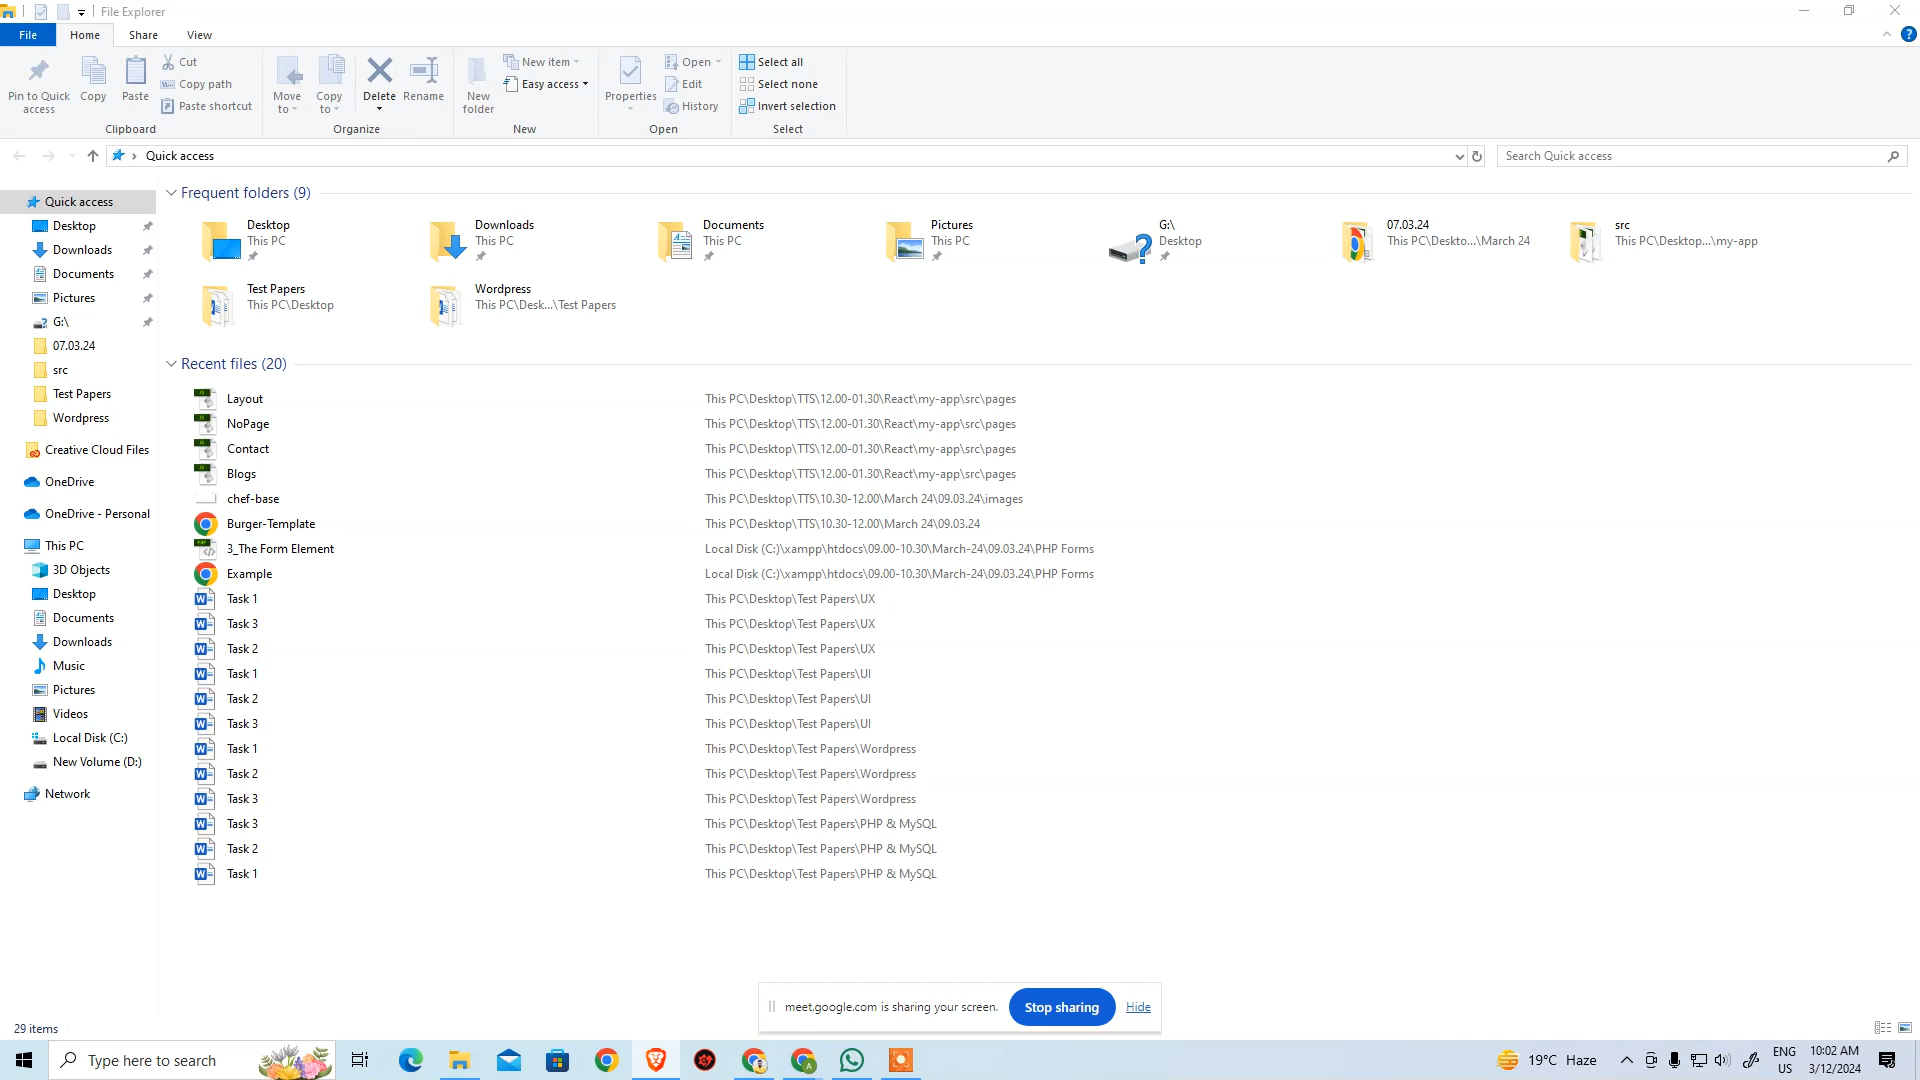 File Explorer
File
Home
Share
View
Pin to Quick
access
Copy
Paste
Cut
Copy path
Paste shortcut
Clipboard
Move
to
Copy
to
Delete
Rename
Organize
New
folder
New item
Easy access
New
Properties
Open
Edit
History
Open
Select all
Select none
Invert selection
Select
Quick access
Search Quick access
Quick access
Desktop
Downloads
Documents
Pictures
G:\
07.03.24
src
Test Papers
Wordpress
Creative Cloud Files
OneDrive
OneDrive - Personal
This PC
3D Objects
Desktop
Documents
Downloads
Music
Pictures
Videos
Local Disk (C:)
New Volume (D:)
Network
Frequent folders (9)
Desktop
This PC
Downloads
This PC
Documents
This PC
Pictures
This PC
G:\
Desktop
07.03.24
This PC\Deskto...\March 24
src
This PC\Desktop...\my-app
Test Papers
This PC\Desktop
Wordpress
This PC\Desk...\Test Papers
Recent files (20)
Layout This PC\Desktop\TTS\12.00-01.30\React\my-app\src\pages
NoPage This PC\Desktop\TTS\12.00-01.30\React\my-app\src\pages
Contact This PC\Desktop\TTS\12.00-01.30\React\my-app\src\pages
Blogs This PC\Desktop\TTS\12.00-01.30\React\my-app\src\pages
chef-base This PC\Desktop\TTS\10.30-12.00\March 24\09.03.24\images
Burger-Template This PC\Desktop\TTS\10.30-12.00\March 24\09.03.24
3_The Form Element Local Disk (C:)\xampp\htdocs\09.00-10.30\March-24\09.03.24\PHP Forms
Example Local Disk (C:)\xampp\htdocs\09.00-10.30\March-24\09.03.24\PHP Forms
Task 1 This PC\Desktop\Test Papers\UX
Task 3 This PC\Desktop\Test Papers\UX
Task 2 This PC\Desktop\Test Papers\UX
Task 1 This PC\Desktop\Test Papers\UI
Task 2 This PC\Desktop\Test Papers\UI
Task 3 This PC\Desktop\Test Papers\UI
Task 1 This PC\Desktop\Test Papers\Wordpress
Task 2 This PC\Desktop\Test Papers\Wordpress
Task 3 This PC\Desktop\Test Papers\Wordpress
Task 3 This PC\Desktop\Test Papers\PHP & MySQL
Task 2 This PC\Desktop\Test Papers\PHP & MySQL
Task 1 This PC\Desktop\Test Papers\PHP & MySQL
meet.google.com is sharing your screen.
Stop sharing
Hide
29 items
Type here to search
19°C Haze
ENG
US
10:02 AM
3/12/2024